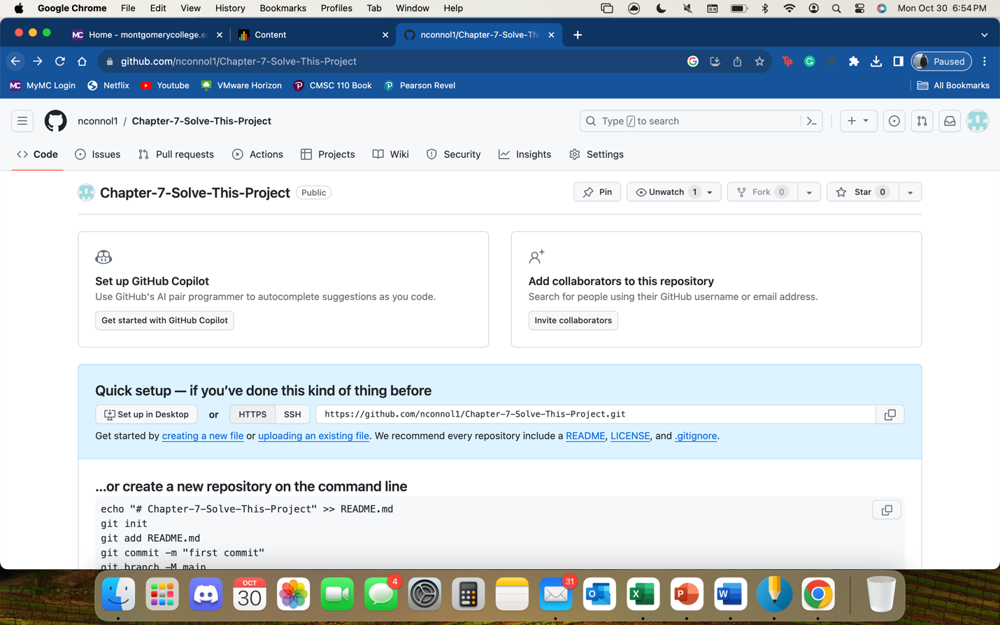 Google Chrome File Edit View History Bookmarks Profiles Tab Window Help Mon Oct 30 6:54 PM
MC Home - montgomerycollege.e Content nconnol1/Chapter-7-Solve-Th
github.com/nconnol1/Chapter-7-Solve-This-Project Paused
MC MyMC Login Netflix Youtube VMware Horizon CMSC 110 Book Pearson Revel All Bookmarks
nconnol1 / Chapter-7-Solve-This-Project Type / to search
Code Issues Pull requests Actions Projects Wiki Security Insights Settings
Chapter-7-Solve-This-Project Public Pin Unwatch 1 Fork 0 Star 0
Set up GitHub Copilot
Use GitHub's AI pair programmer to autocomplete suggestions as you code.
Get started with GitHub Copilot
Add collaborators to this repository
Search for people using their GitHub username or email address.
Invite collaborators
Quick setup — if you’ve done this kind of thing before
Set up in Desktop or HTTPS SSH https://github.com/nconnol1/Chapter-7-Solve-This-Project.git
Get started by creating a new file or uploading an existing file. We recommend every repository include a README, LICENSE, and .gitignore.
…or create a new repository on the command line
echo "# Chapter-7-Solve-This-Project" >> README.md
git init
git add README.md
git commit -m "first commit"
git branch -M main
OCT 30 4 31